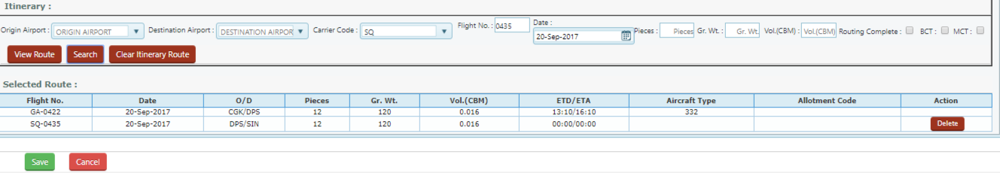 Itinerary :
Origin Airport : ORIGIN AIRPORT Destination Airport : DESTINATION AIRPOR Carrier Code : SQ Flight No. : 0435 Date : 20-Sep-2017 Pieces : Pieces Gr. Wt. : Gr. Wt. Vol.(CBM) : Vol.(CBM) Routing Complete : BCT : MCT :
View Route Search Clear Itinerary Route
Selected Route :
Flight No. Date O/D Pieces Gr. Wt. Vol.(CBM) ETD/ETA Aircraft Type Allotment Code Action
GA-0422 20-Sep-2017 CGK/DPS 12 120 0.016 13:10/16:10 332
SQ-0435 20-Sep-2017 DPS/SIN 12 120 0.016 00:00/00:00 Delete
Save Cancel